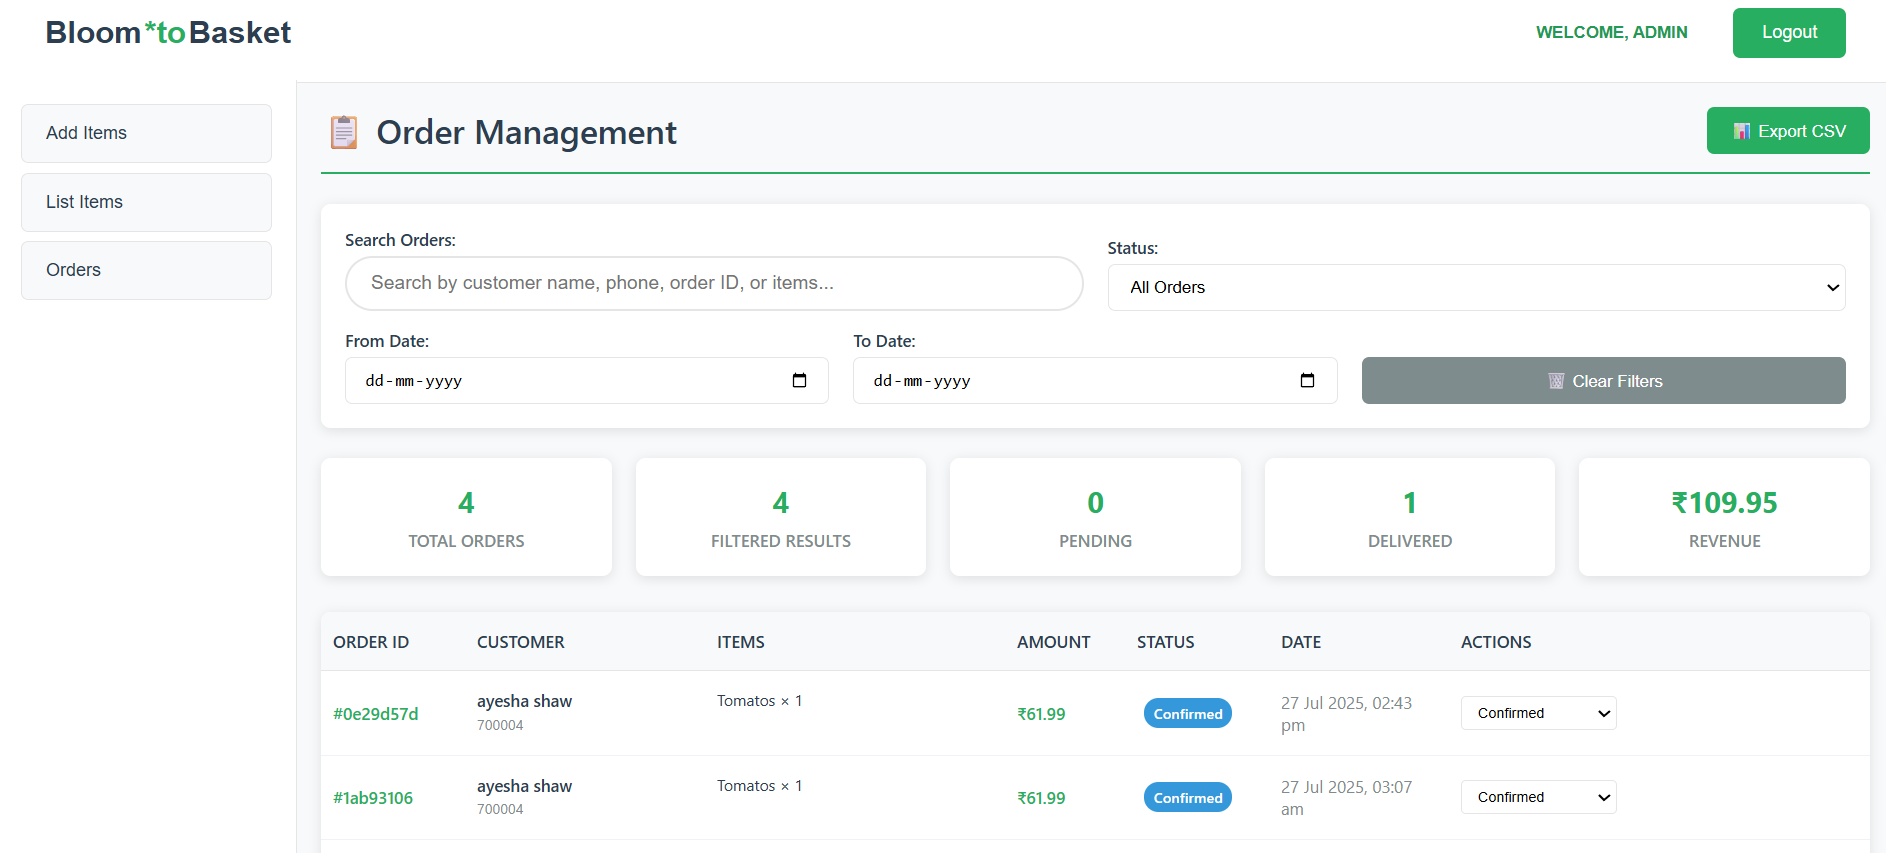 Bloom*toBasket
WELCOME, ADMIN
Logout
Add Items
List Items
Orders
Order Management
Export CSV
Search Orders:
Search by customer name, phone, order ID, or items...
Status:
All Orders
From Date:
To Date:
dd-mm-yyyy
dd-mm-yyyy
Clear Filters
4
TOTAL ORDERS
4
FILTERED RESULTS
0
PENDING
1
DELIVERED
₹109.95
REVENUE
ORDER ID CUSTOMER ITEMS AMOUNT STATUS DATE ACTIONS
#0e29d57d
ayesha shaw
700004
Tomatos × 1
₹61.99
Confirmed
27 Jul 2025, 02:43
pm
Confirmed
#1ab93106
ayesha shaw
700004
Tomatos × 1
₹61.99
Confirmed
27 Jul 2025, 03:07
am
Confirmed